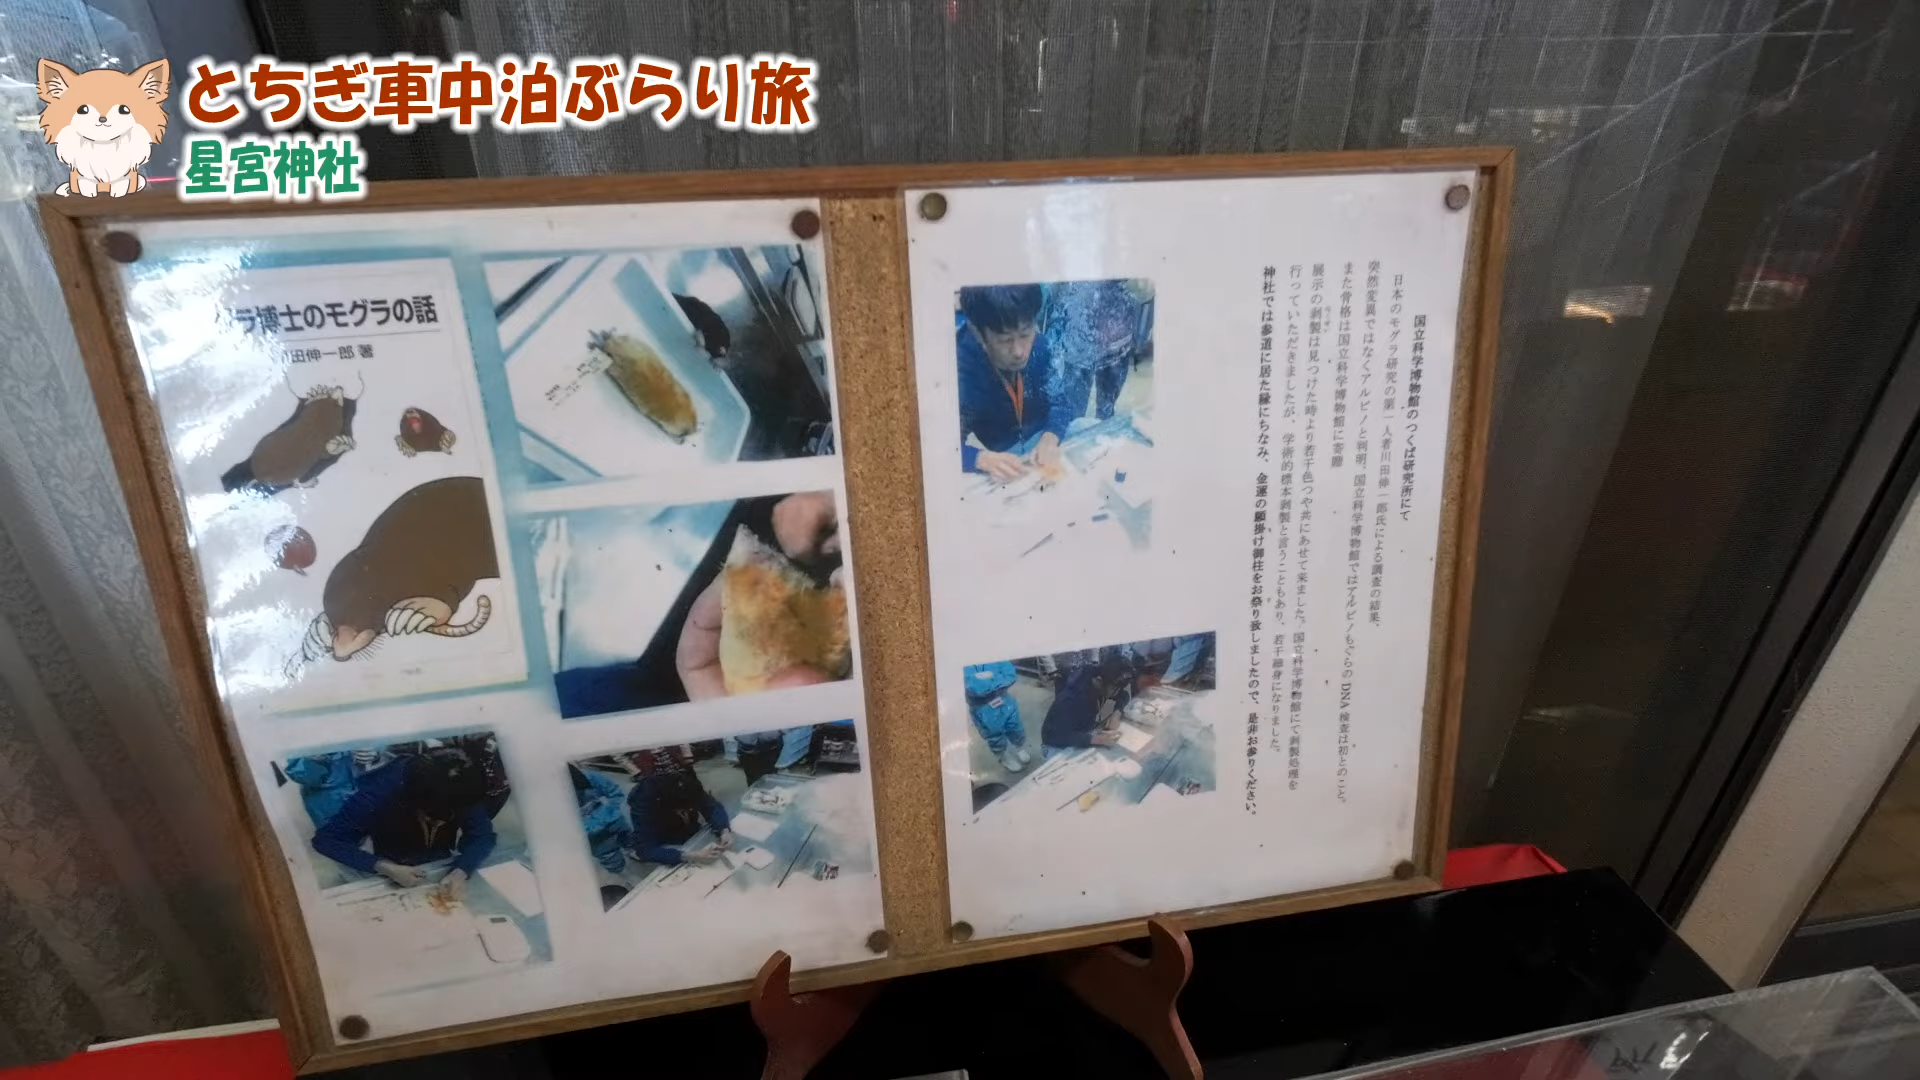 とちぎ車中泊ぶらり旅
星宮神社
ラ博士のモグラの話
川田伸一郎 著
国立科学博物館のつくば研究所にて
日本のモグラ研究の第一人者川田伸一郎氏による調査の結果、
突然変異ではなくアルビノと判明。国立科学博物館ではアルビノもぐらのDNA検査は初とのこと。
また骨格は国立科学博物館に寄贈
展示の剥製は見つけた時より若干色つや共にあせて来ました。国立科学博物館にて剥製処理を
行っていただきましたが、学術的標本剥製と言うこともあり、若干細身になりました。
神社では参道に居た縁にちなみ、金運の願掛け御柱をお祭り致しましたので、是非お参りください。